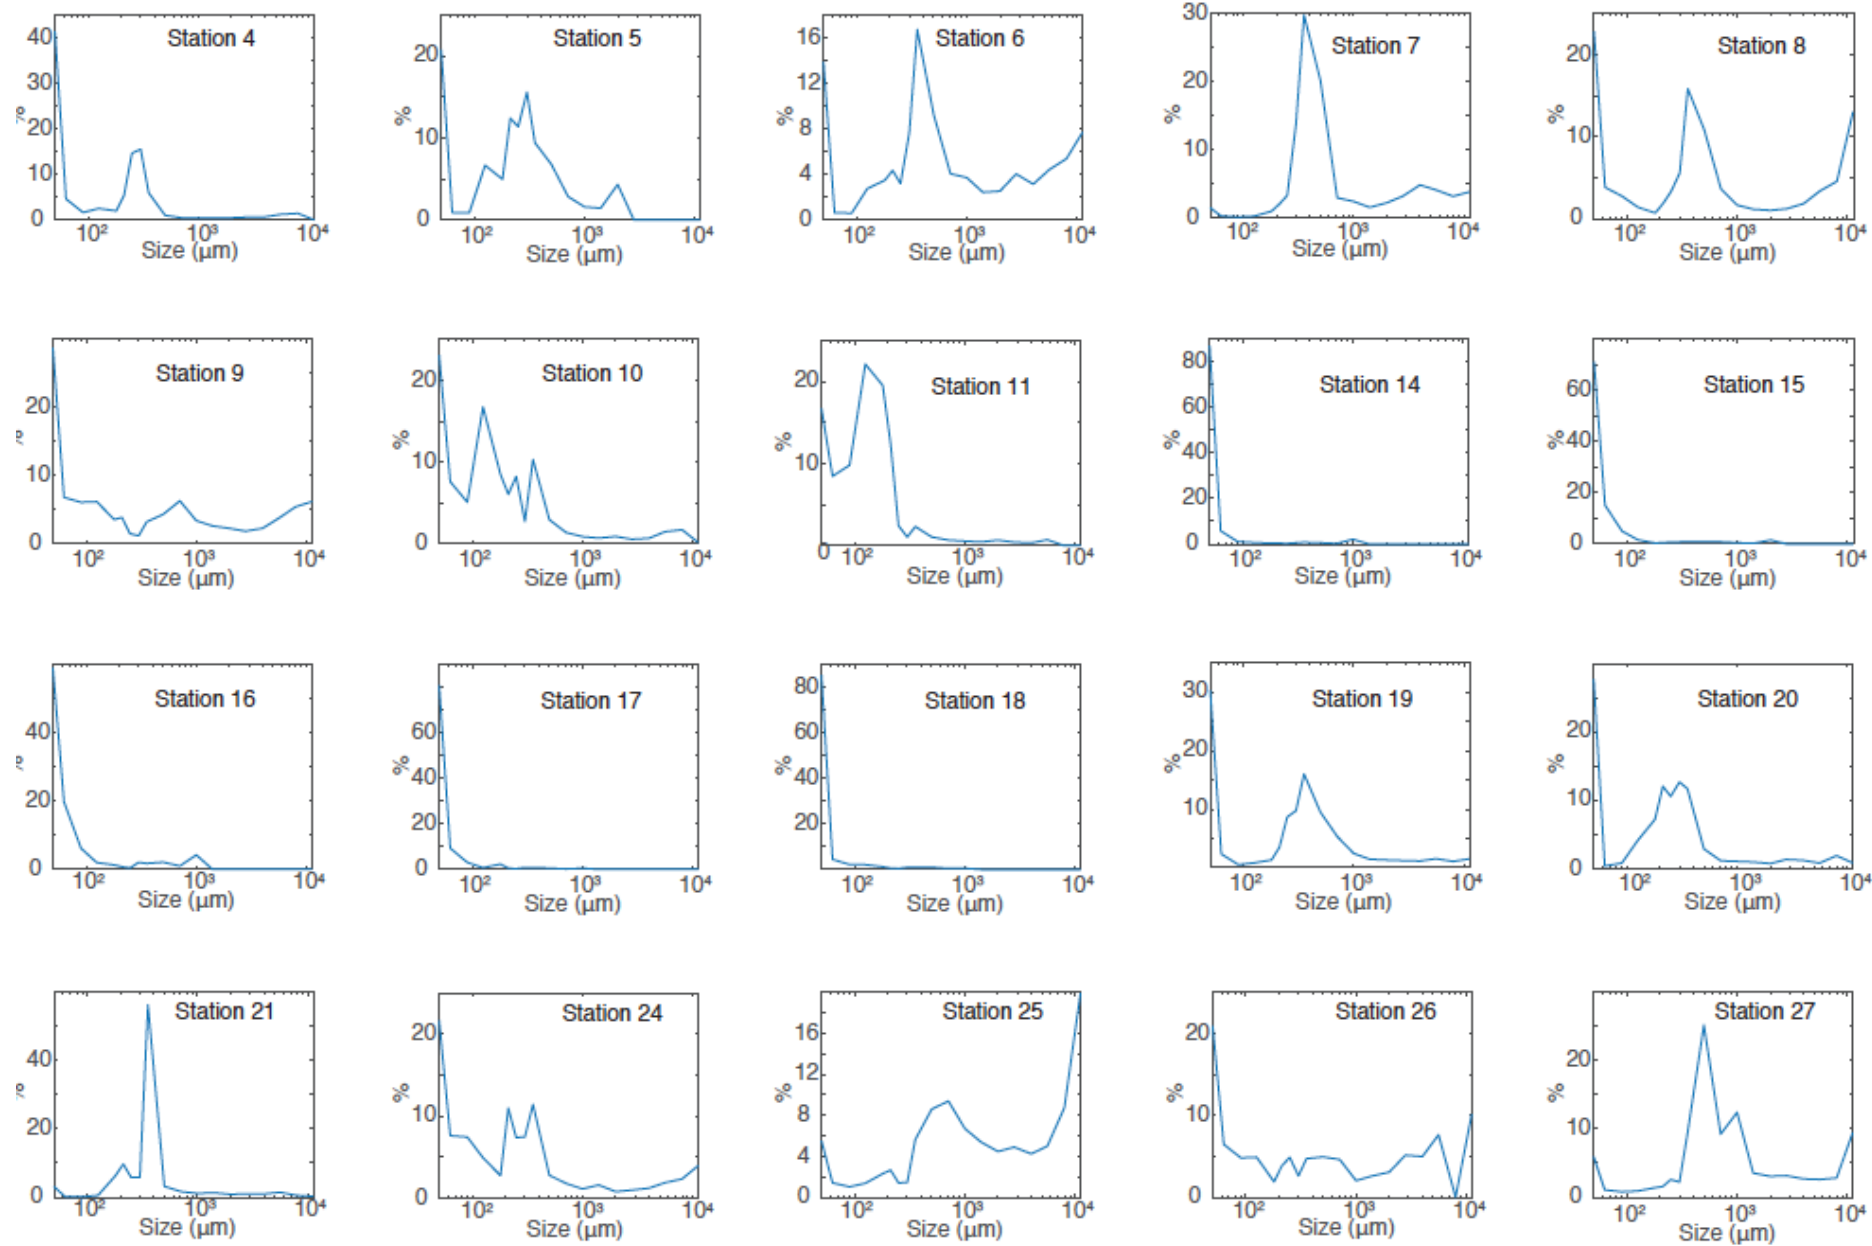 Station 4
40
30
20
10
0
%
10² 10³ 10⁴
Size (µm)
Station 5
20
10
0
%
10² 10³ 10⁴
Size (µm)
Station 6
16
12
8
4
0
%
10² 10³ 10⁴
Size (µm)
Station 7
30
20
10
0
%
10² 10³ 10⁴
Size (µm)
Station 8
20
10
0
%
10² 10³ 10⁴
Size (µm)
Station 9
20
10
0
%
10² 10³ 10⁴
Size (µm)
Station 10
20
10
0
%
10² 10³ 10⁴
Size (µm)
Station 11
20
10
%
0 10² 10³ 10⁴
Size (µm)
Station 14
80
60
40
20
0
%
10² 10³ 10⁴
Size (µm)
Station 15
60
40
20
0
%
10² 10³ 10⁴
Size (µm)
Station 16
40
20
0
%
10² 10³ 10⁴
Size (µm)
Station 17
60
40
20
0
%
10² 10³ 10⁴
Size (µm)
Station 18
80
60
40
20
%
10² 10³ 10⁴
Size (µm)
Station 19
30
20
10
%
10² 10³ 10⁴
Size (µm)
Station 20
20
10
0
%
10² 10³ 10⁴
Size (µm)
Station 21
40
20
0
%
10² 10³ 10⁴
Size (µm)
Station 24
20
10
0
%
10² 10³ 10⁴
Size (µm)
Station 25
16
12
8
4
0
%
10² 10³ 10⁴
Size (µm)
Station 26
20
10
0
%
10² 10³ 10⁴
Size (µm)
Station 27
20
10
0
%
10² 10³ 10⁴
Size (µm)